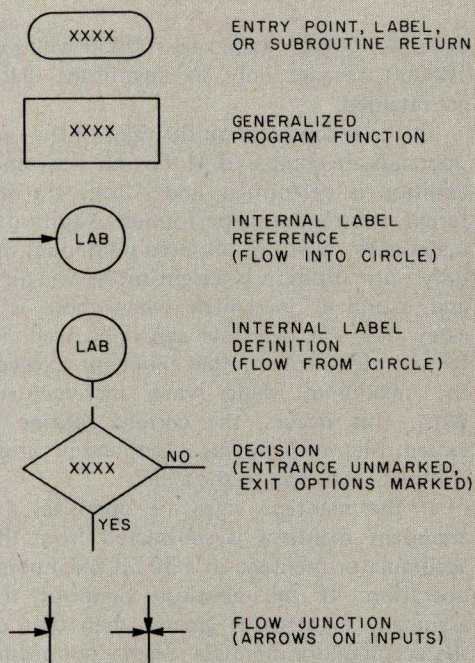 XXXX
ENTRY POINT, LABEL,
OR SUBROUTINE RETURN
XXXX
GENERALIZED
PROGRAM FUNCTION
LAB
INTERNAL LABEL
REFERENCE
(FLOW INTO CIRCLE)
LAB
INTERNAL LABEL
DEFINITION
(FLOW FROM CIRCLE)
XXXX
NO
YES
DECISION
(ENTRANCE UNMARKED,
EXIT OPTIONS MARKED)
FLOW JUNCTION
(ARROWS ON INPUTS)